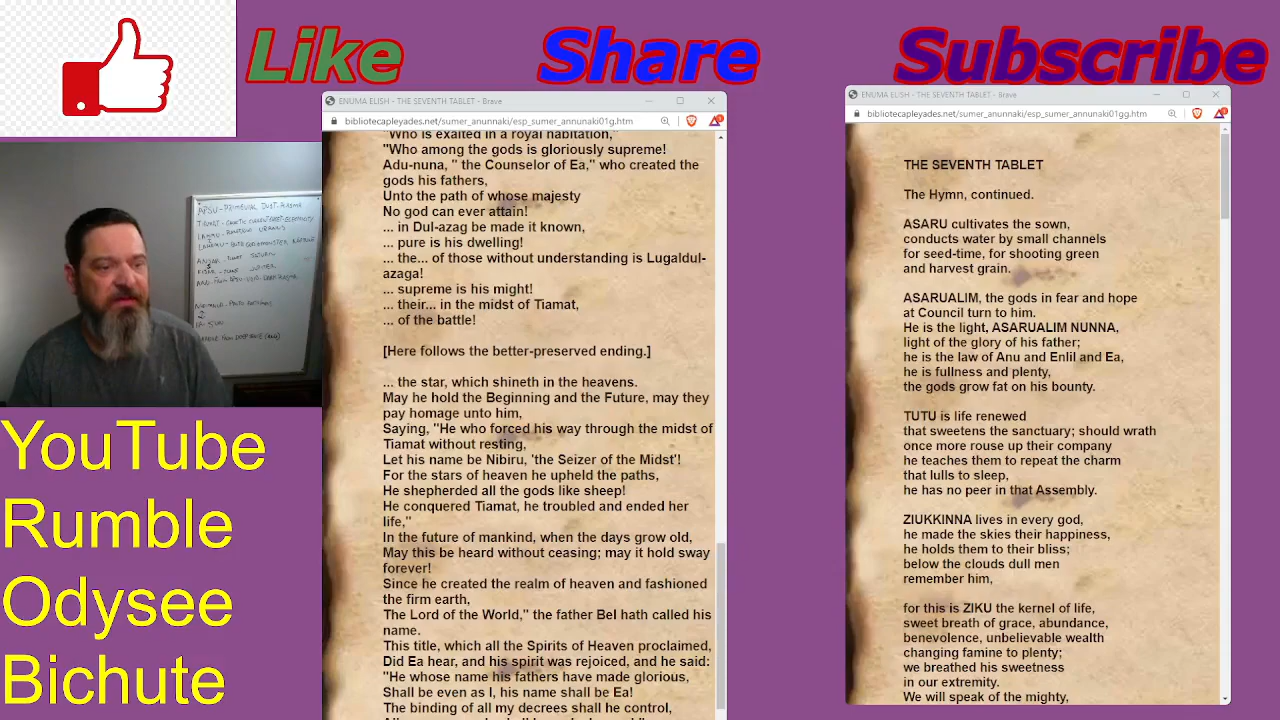 Like
Share
Subscribe
ENUMA ELISH - THE SEVENTH TABLET - Brave
bibliotecapleyades.net/sumer_anunnaki/esp_sumer_annunaki01g.htm
"Who is exalted in a royal habitation,"
"Who among the gods is gloriously supreme!
Adu-nuna, " the Counselor of Ea," who created the
gods his fathers,
Unto the path of whose majesty
No god can ever attain!
... in Dul-azag be made it known,
... pure is his dwelling!
... the... of those without understanding is Lugaldul-
azaga!
... supreme is his might!
... their... in the midst of Tiamat,
... of the battle!
[Here follows the better-preserved ending.]
... the star, which shineth in the heavens.
May he hold the Beginning and the Future, may they
pay homage unto him,
Saying, "He who forced his way through the midst of
Tiamat without resting,
Let his name be Nibiru, 'the Seizer of the Midst'!
For the stars of heaven he upheld the paths,
He shepherded all the gods like sheep!
He conquered Tiamat, he troubled and ended her
life,"
In the future of mankind, when the days grow old,
May this be heard without ceasing; may it hold sway
forever!
Since he created the realm of heaven and fashioned
the firm earth,
The Lord of the World," the father Bel hath called his
name.
This title, which all the Spirits of Heaven proclaimed,
Did Ea hear, and his spirit was rejoiced, and he said:
"He whose name his fathers have made glorious,
Shall be even as I, his name shall be Ea!
The binding of all my decrees shall he control,
ENUMA ELISH - THE SEVENTH TABLET - Brave
bibliotecapleyades.net/sumer_anunnaki/esp_sumer_annunaki01gg.htm
THE SEVENTH TABLET
The Hymn, continued.
ASARU cultivates the sown,
conducts water by small channels
for seed-time, for shooting green
and harvest grain.
ASARUALIM, the gods in fear and hope
at Council turn to him.
He is the light, ASARUALIM NUNNA,
light of the glory of his father;
he is the law of Anu and Enlil and Ea,
he is fullness and plenty,
the gods grow fat on his bounty.
TUTU is life renewed
that sweetens the sanctuary; should wrath
once more rouse up their company
he teaches them to repeat the charm
that lulls to sleep,
he has no peer in that Assembly.
ZIUKKINNA lives in every god,
he made the skies their happiness,
he holds them to their bliss;
below the clouds dull men
remember him,
for this is ZIKU the kernel of life,
sweet breath of grace, abundance,
benevolence, unbelievable wealth
changing famine to plenty;
we breathed his sweetness
in our extremity.
We will speak of the mighty,
APSU - PRIMEVAL DUST-PLASMA
YouTube
Rumble
Odysee
Bichute